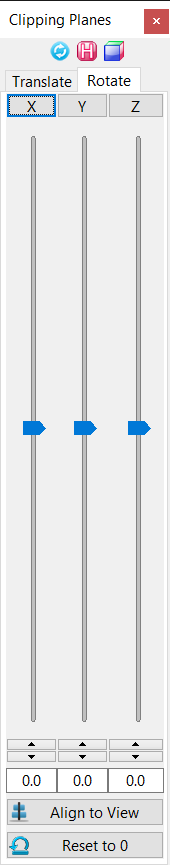 Clipping Planes
H
Translate Rotate
X Y Z
0.0 0.0 0.0
Align to View
Reset to 0